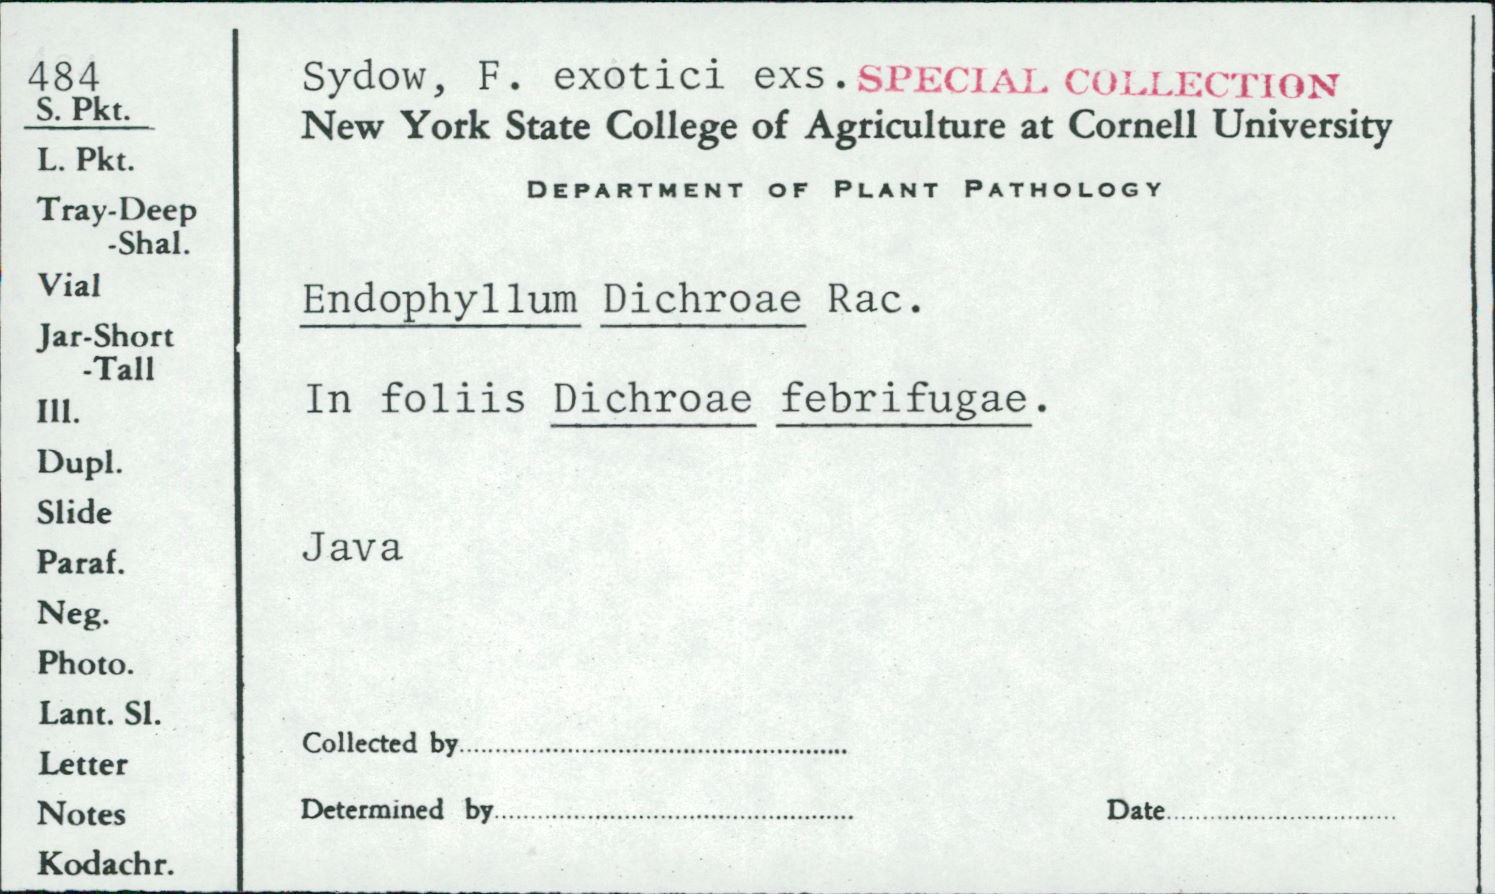 484
S. Pkt.
L. Pkt.
Tray-Deep
-Shal.
Vial
Jar-Short
-Tall
Ill.
Dupl.
Slide
Paraf.
Neg.
Photo.
Lant. Sl.
Letter
Notes
Kodachr.
Sydow, F. exotici exs. SPECIAL COLLECTION
New York State College of Agriculture at Cornell University
DEPARTMENT OF PLANT PATHOLOGY
Endophyllum Dichroae Rac.
In foliis Dichroae febrifugae.
Java
Collected by
Determined by Date